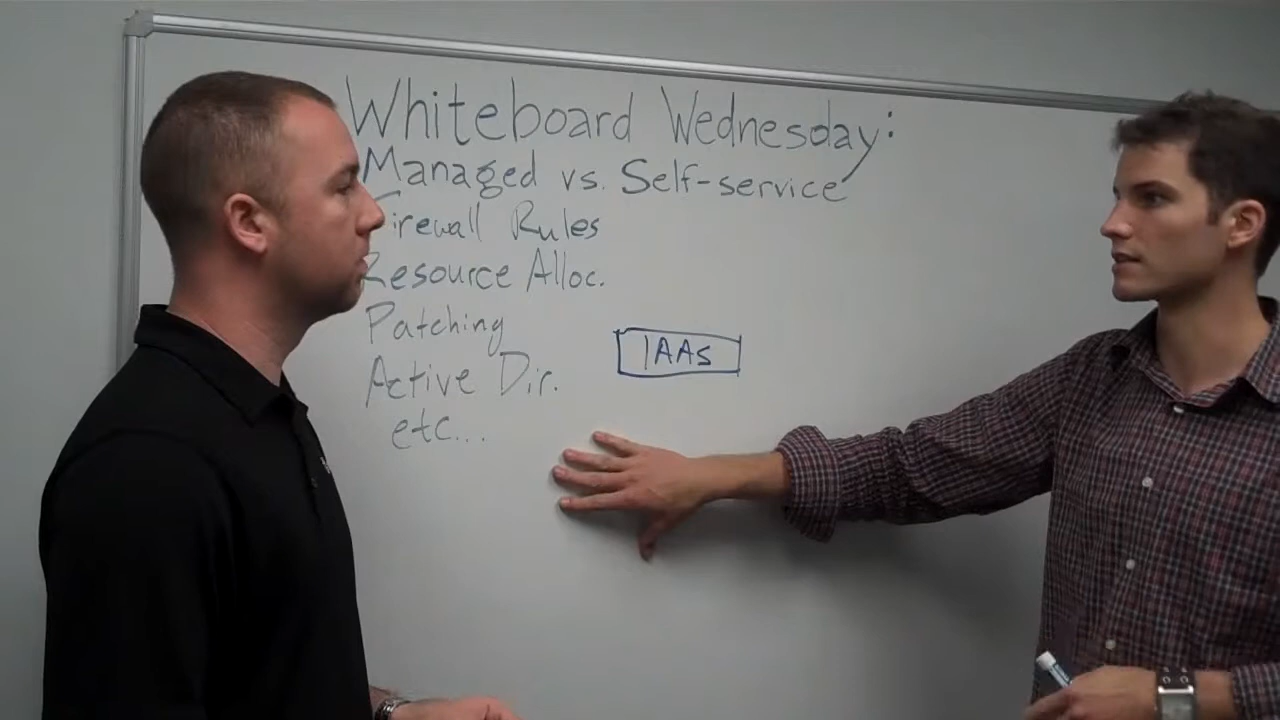 Whiteboard Wednesday:
Managed vs. Self-service
Firewall Rules
Resource Alloc.
Patching
IAAS
Active Dir.
etc...